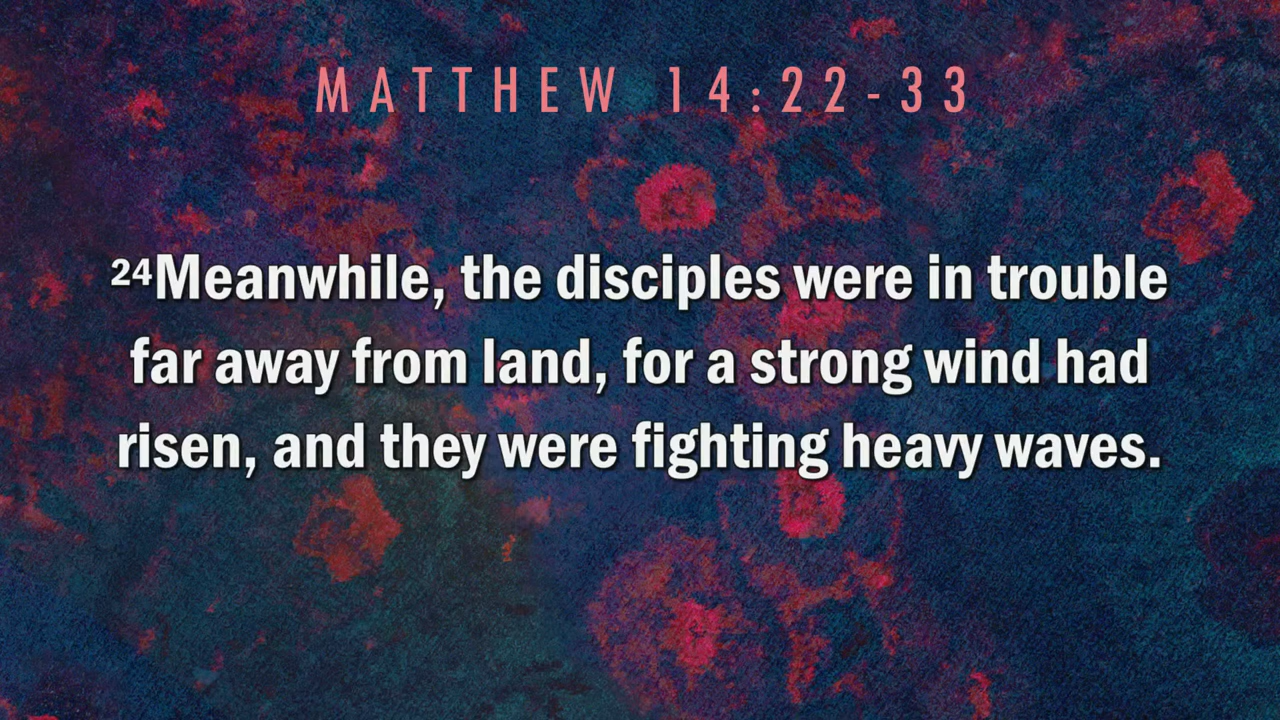 MATTHEW 14:22-33
²⁴Meanwhile, the disciples were in trouble
far away from land, for a strong wind had
risen, and they were fighting heavy waves.